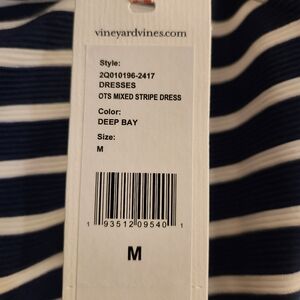 vineyardvines.com
Style:
2Q010196-2417
DRESSES
OTS MIXED STRIPE DRESS
Color:
DEEP BAY
Size:
M
1 93512 09540 1
M